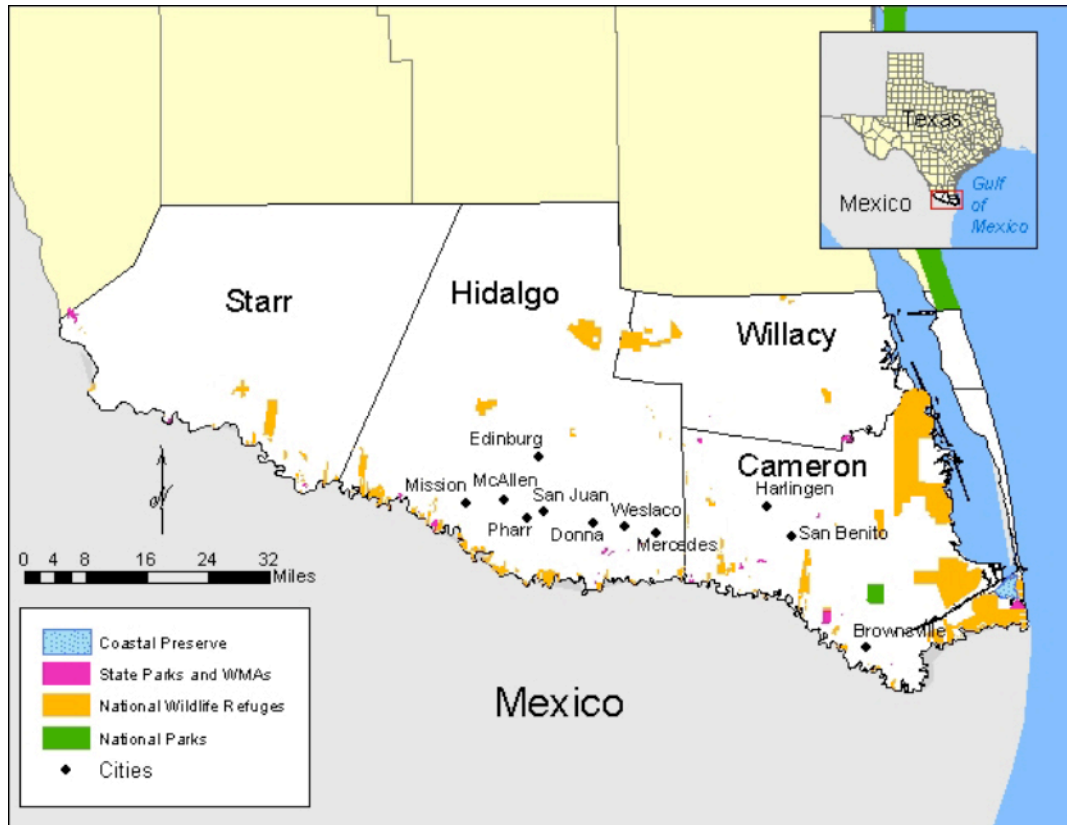 Texas
Mexico
Gulf
of
Mexico
Starr
Hidalgo
Willacy
Edinburg
Cameron
McAllen
Mission
San Juan
Harlingen
Weslaco
Pharr
Donna
San Benito
Mercedes
N
0 4 8 16 24 32
Miles
Brownsville
Coastal Preserve
State Parks and WMAs
National Wildlife Refuges
National Parks
Cities
Mexico